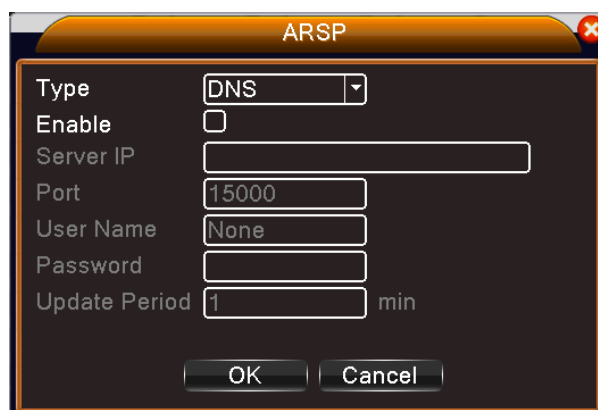 ARSP
Type DNS
Enable
Server IP
Port 15000
User Name None
Password
Update Period 1 min
OK Cancel